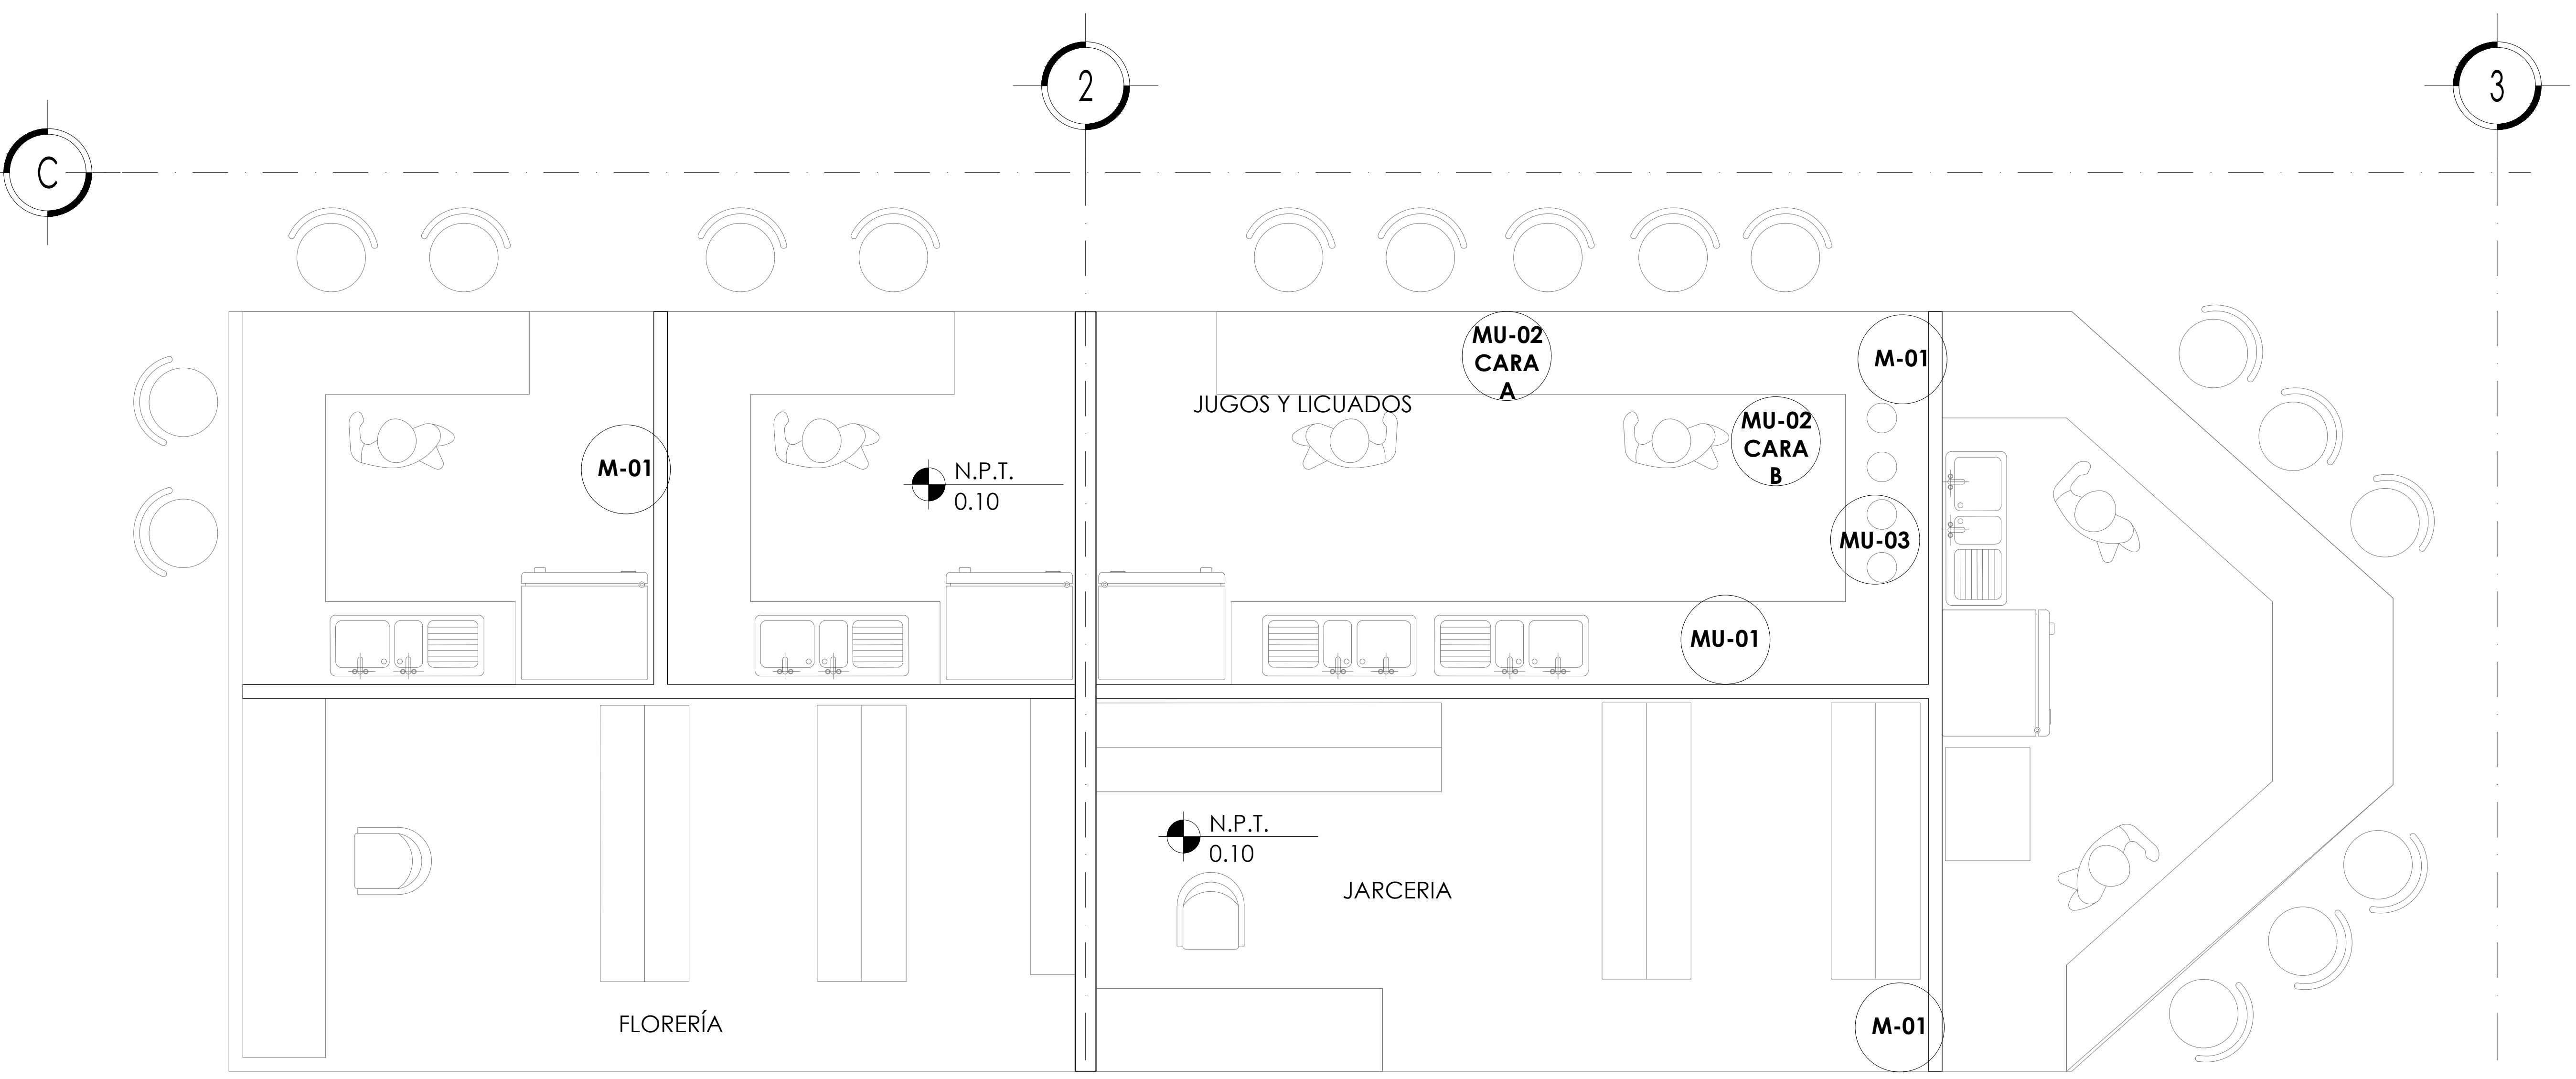 2
3
C
MU-02
CARA
A
M-01
JUGOS Y LICUADOS
MU-02
CARA
B
M-01
N.P.T.
0.10
MU-03
MU-01
N.P.T.
0.10
JARCERIA
FLORERÍA
M-01